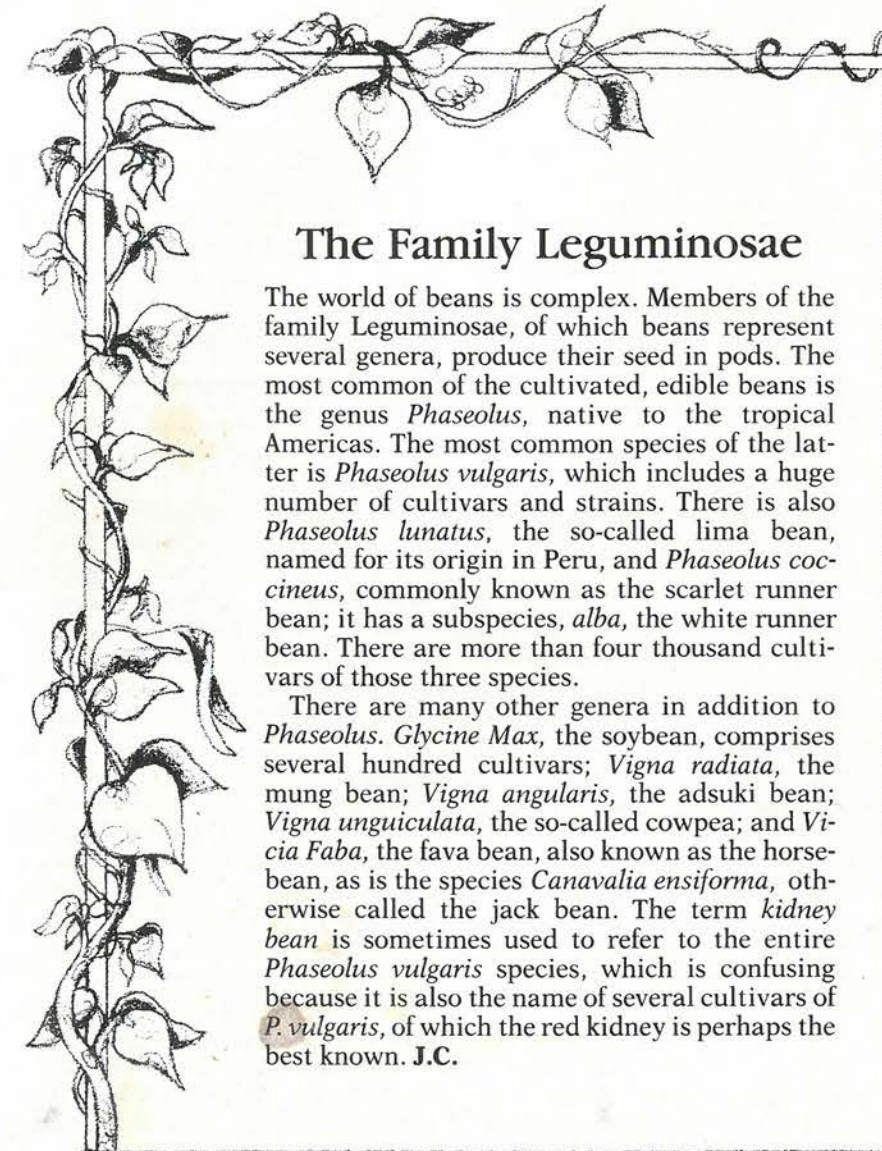 The Family Leguminosae
The world of beans is complex. Members of the
family Leguminosae, of which beans represent
several genera, produce their seed in pods. The
most common of the cultivated, edible beans is
the genus Phaseolus, native to the tropical
Americas. The most common species of the lat-
ter is Phaseolus vulgaris, which includes a huge
number of cultivars and strains. There is also
Phaseolus lunatus, the so-called lima bean,
named for its origin in Peru, and Phaseolus coc-
cineus, commonly known as the scarlet runner
bean; it has a subspecies, alba, the white runner
bean. There are more than four thousand culti-
vars of those three species.
There are many other genera in addition to
Phaseolus. Glycine Max, the soybean, comprises
several hundred cultivars; Vigna radiata, the
mung bean; Vigna angularis, the adsuki bean;
Vigna unguiculata, the so-called cowpea; and Vi-
cia Faba, the fava bean, also known as the horse-
bean, as is the species Canavalia ensiforma, oth-
erwise called the jack bean. The term kidney
bean is sometimes used to refer to the entire
Phaseolus vulgaris species, which is confusing
because it is also the name of several cultivars of
P. vulgaris, of which the red kidney is perhaps the
best known. J.C.